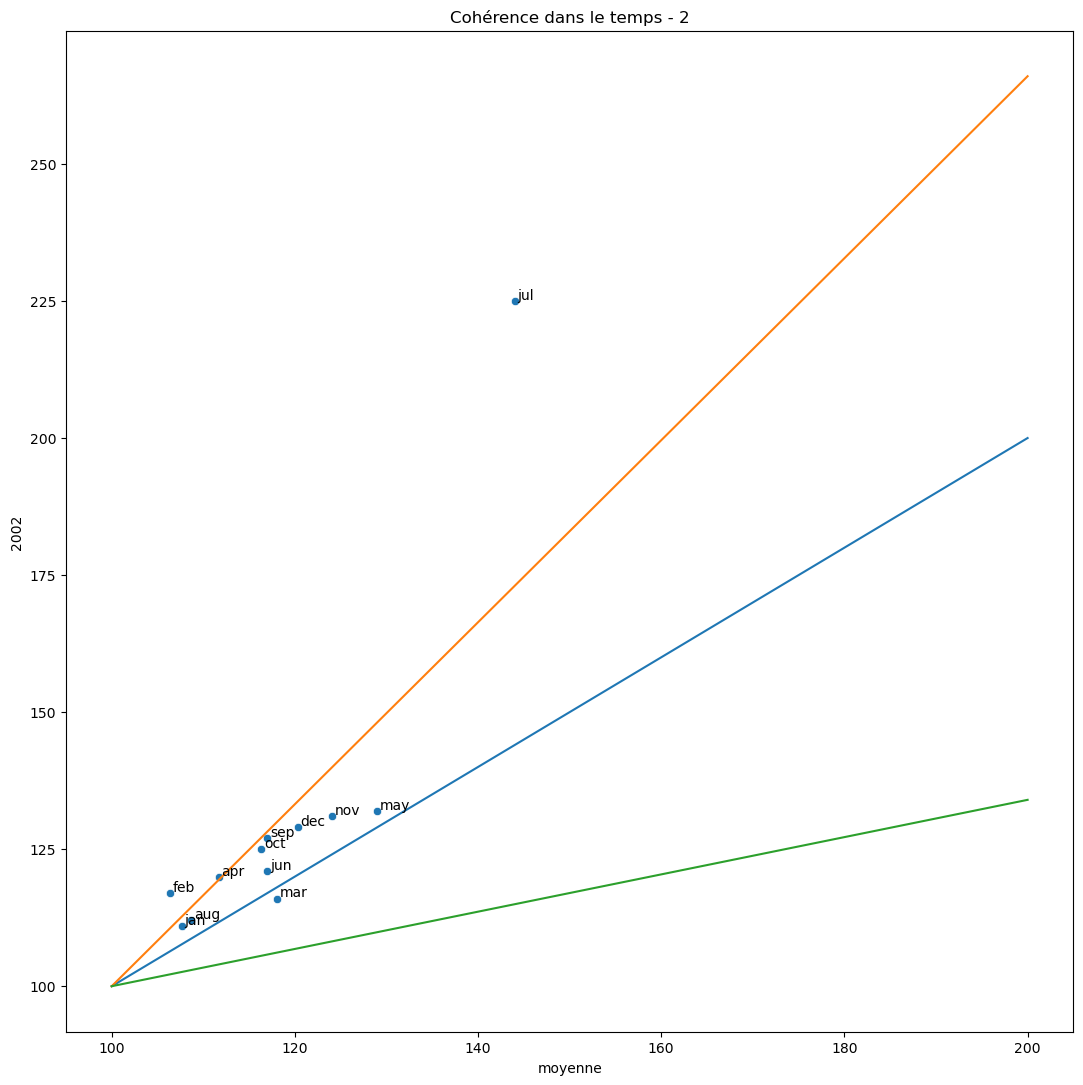 Cohérence dans le temps - 2
250
225
200
175
150
125
100
2002
jul
may
nov
dec
sep
oct
jun
apr
feb
mar
aug
jan
100
120
140
160
180
200
moyenne